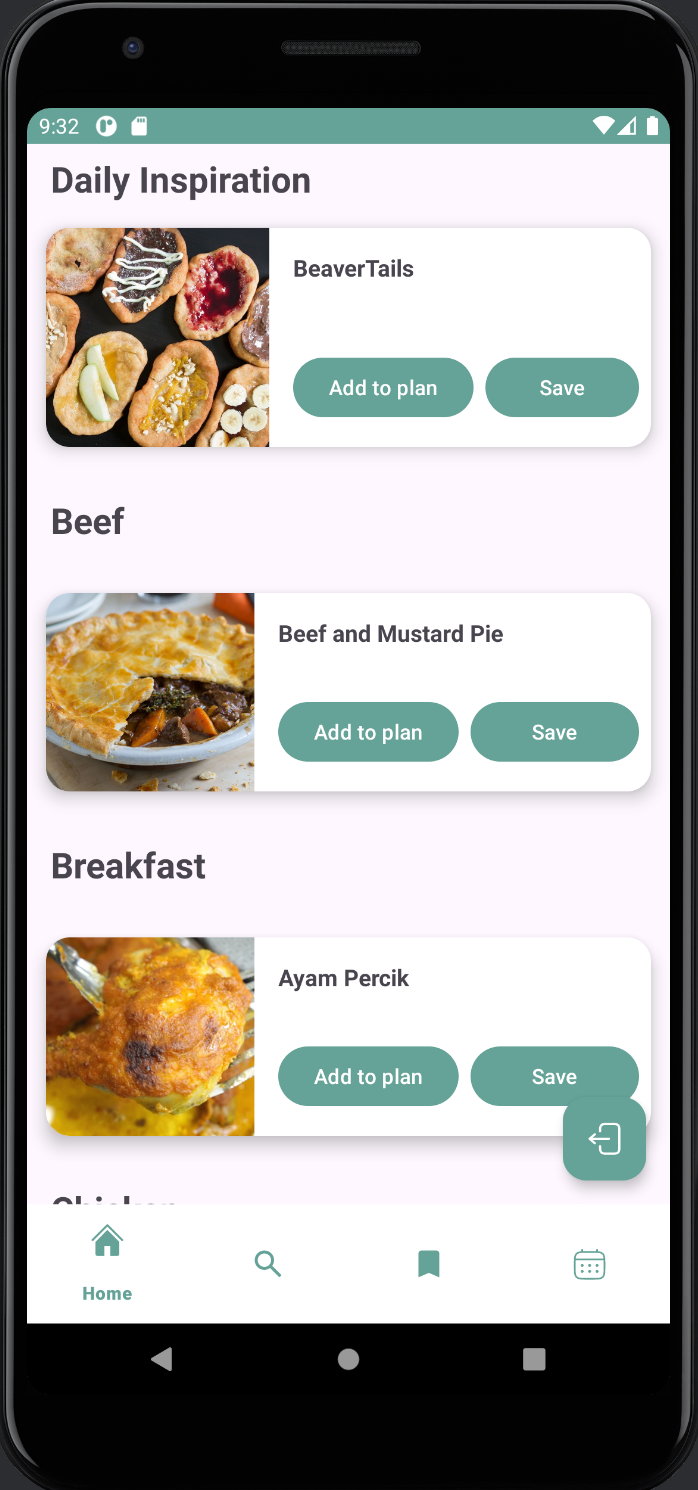 9:32
Daily Inspiration
BeaverTails
Add to plan
Save
Beef
Beef and Mustard Pie
Add to plan
Save
Breakfast
Ayam Percik
Add to plan
Save
Chicken
Home